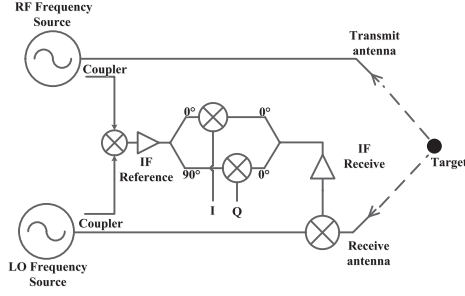 RF Frequency
Source
Transmit
antenna
Coupler
0°
0°
IF
Reference
IF
Receive
Target
90°
0°
I
Q
Coupler
Receive
antenna
LO Frequency
Source